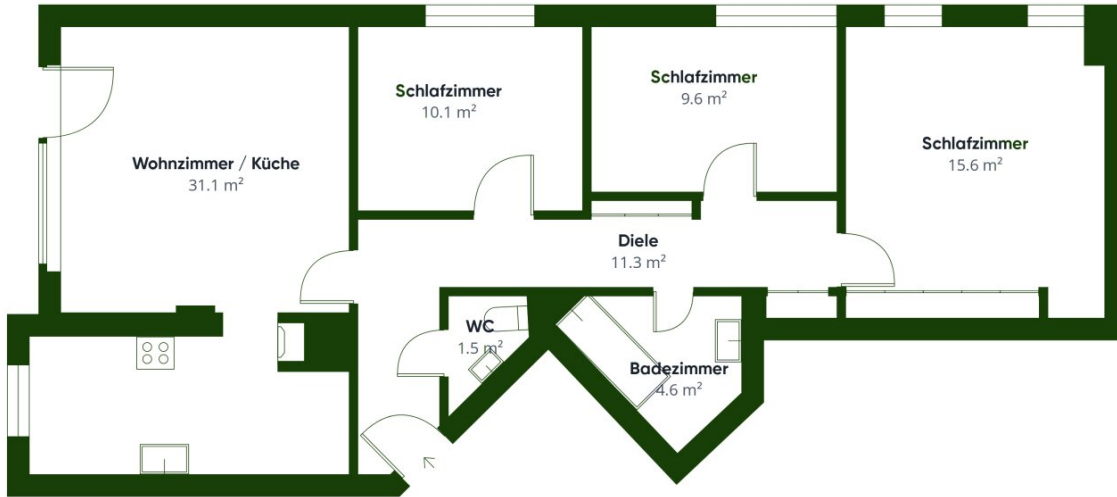 Schlafzimmer
10.1 m²
Schlafzimmer
9.6 m²
Schlafzimmer
15.6 m²
Wohnzimmer / Küche
31.1 m²
Diele
11.3 m²
WC
1.5 m²
Badezimmer
4.6 m²